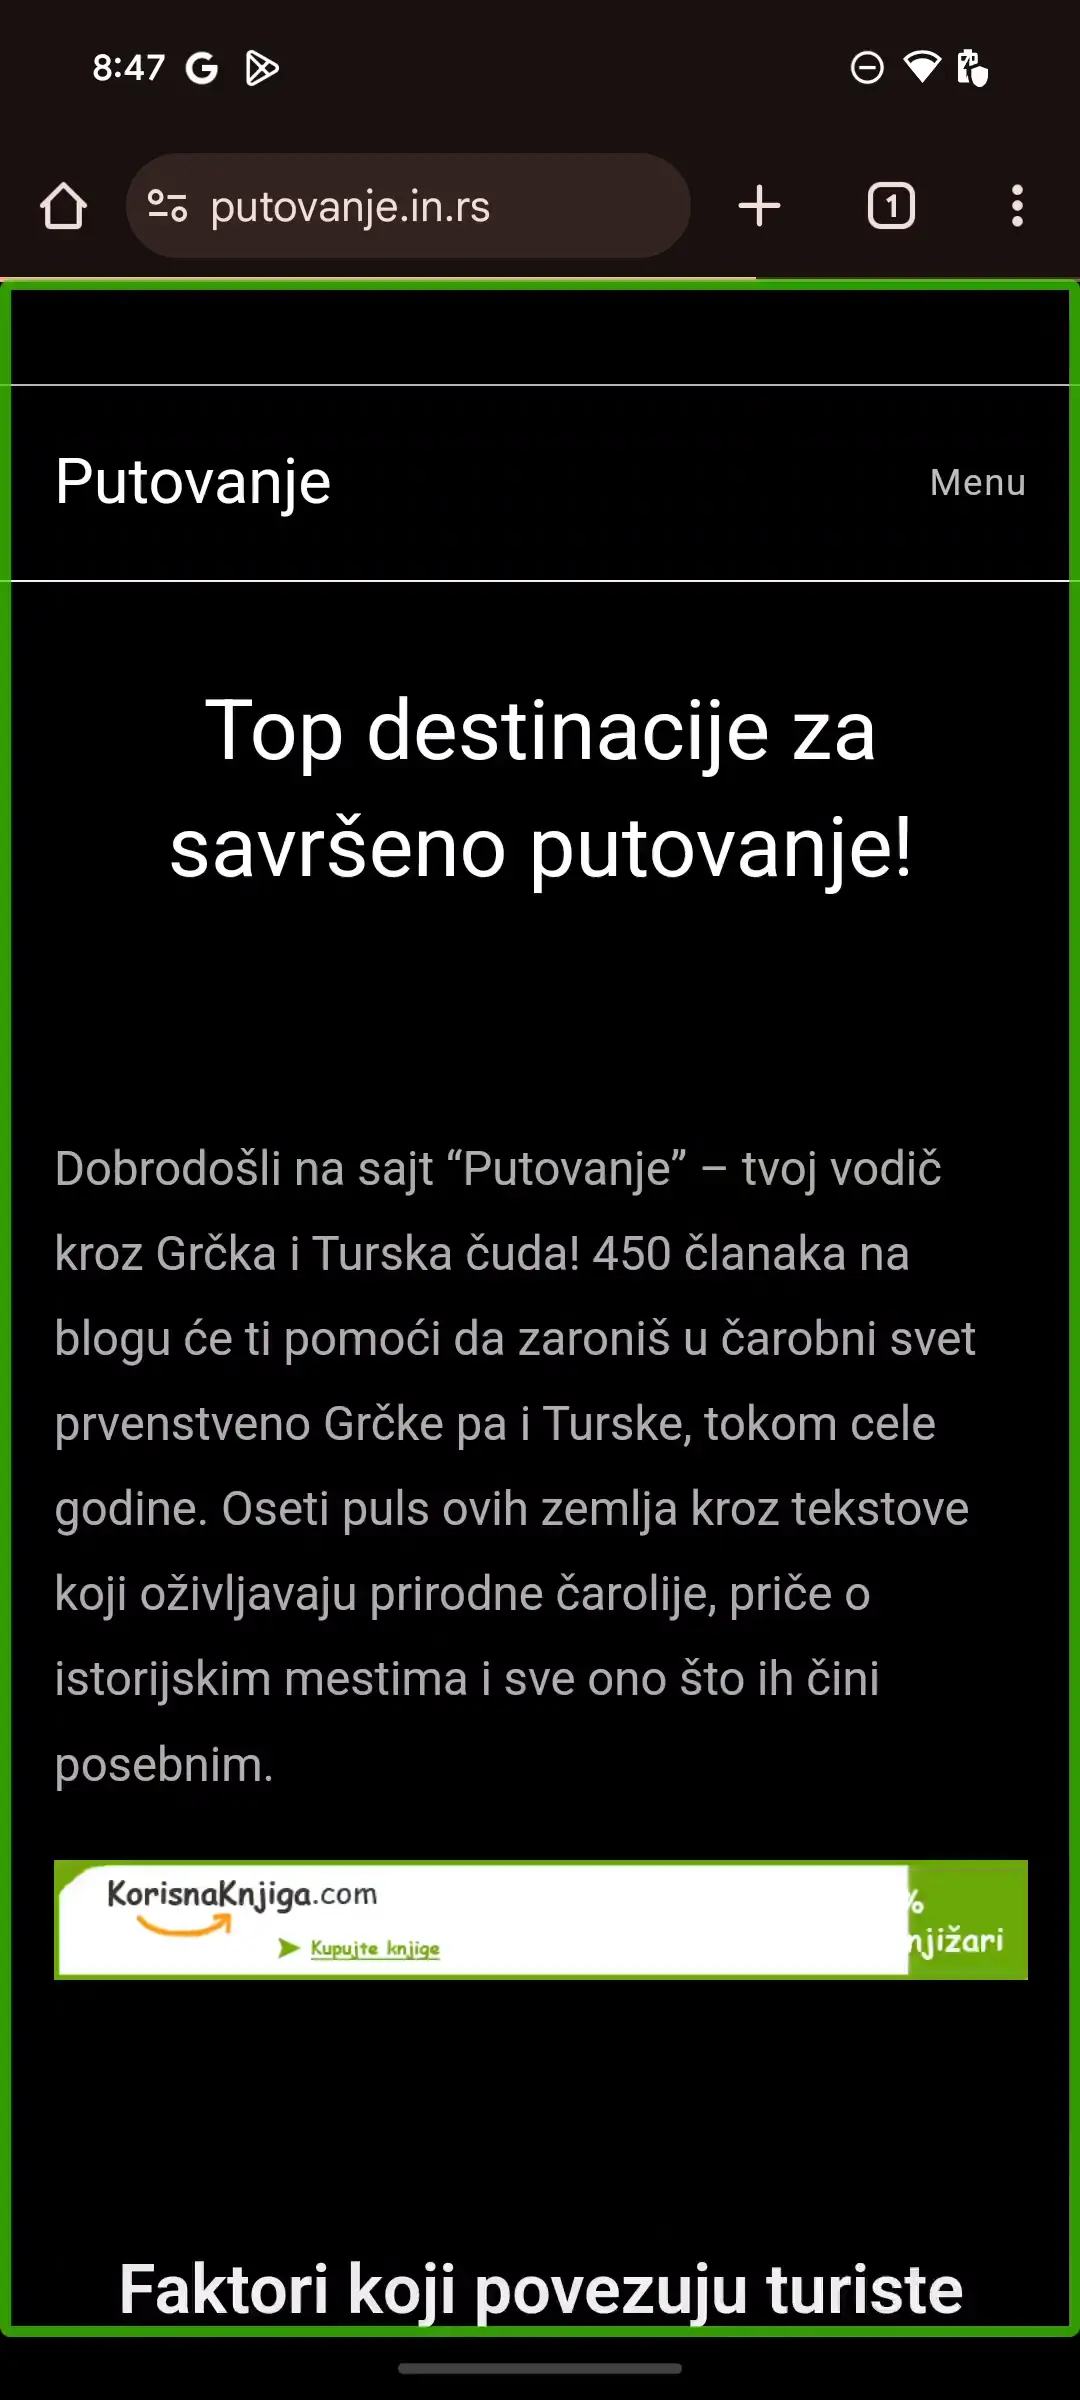 8:47
putovanje.in.rs
1
Putovanje
Menu
Top destinacije za
savršeno putovanje!
Dobrodošli na sajt “Putovanje” – tvoj vodič
kroz Grčka i Turska čuda! 450 članaka na
blogu će ti pomoći da zaroniš u čarobni svet
prvenstveno Grčke pa i Turske, tokom cele
godine. Oseti puls ovih zemlja kroz tekstove
koji oživljavaju prirodne čarolije, priče o
istorijskim mestima i sve ono što ih čini
posebnim.
KorisnaKnjiga.com
Kupujte knjige
%
njižari
Faktori koji povezuju turiste